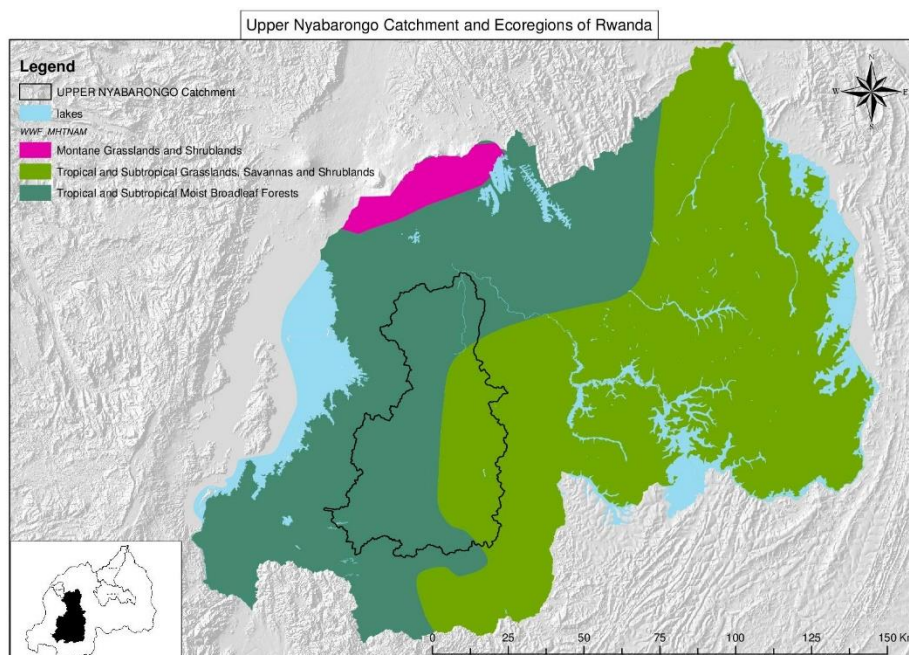 Upper Nyabarongo Catchment and Ecoregions of Rwanda
Legend
UPPER NYABARONGO Catchment
lakes
WWF_MHTNAM
Montane Grasslands and Shrublands
Tropical and Subtropical Grasslands, Savannas and Shrublands
Tropical and Subtropical Moist Broadleaf Forests
N
W E
S
0 25 50 75 100 125 150 Km